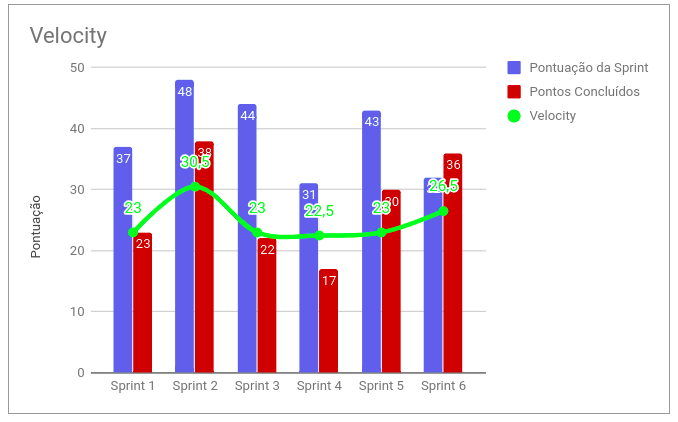 Velocity
Pontuação da Sprint
Pontos Concluídos
Velocity
Pontuação
50
40
30
20
10
0
37
48
44
31
43
23
38
22
17
30
36
23
30,5
23
22,5
23
26,5
Sprint 1
Sprint 2
Sprint 3
Sprint 4
Sprint 5
Sprint 6